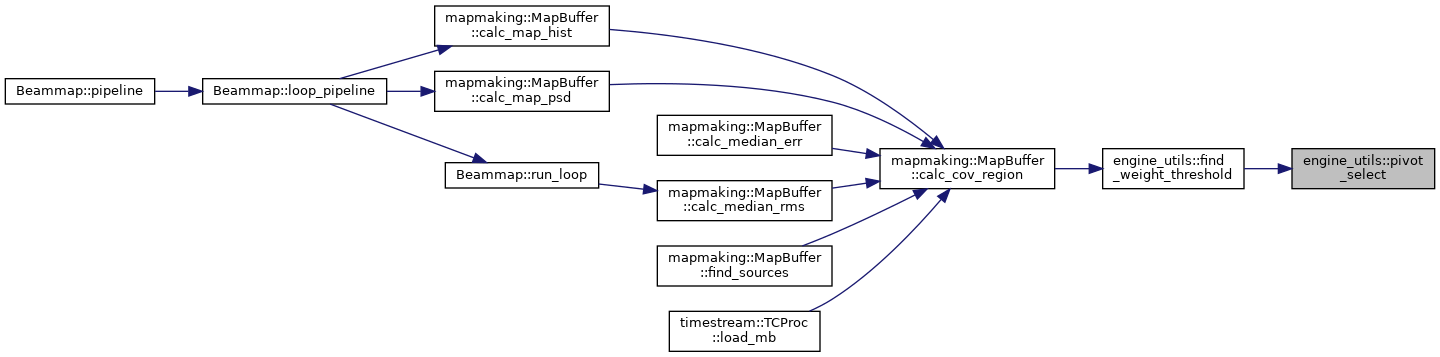 mapmaking::MapBuffer
::calc_map_hist
Beammap::pipeline
Beammap::loop_pipeline
mapmaking::MapBuffer
::calc_map_psd
mapmaking::MapBuffer
::calc_median_err
Beammap::run_loop
mapmaking::MapBuffer
::calc_median_rms
mapmaking::MapBuffer
::find_sources
timestream::TCProc
::load_mb
mapmaking::MapBuffer
::calc_cov_region
engine_utils::find
_weight_threshold
engine_utils::pivot
_select